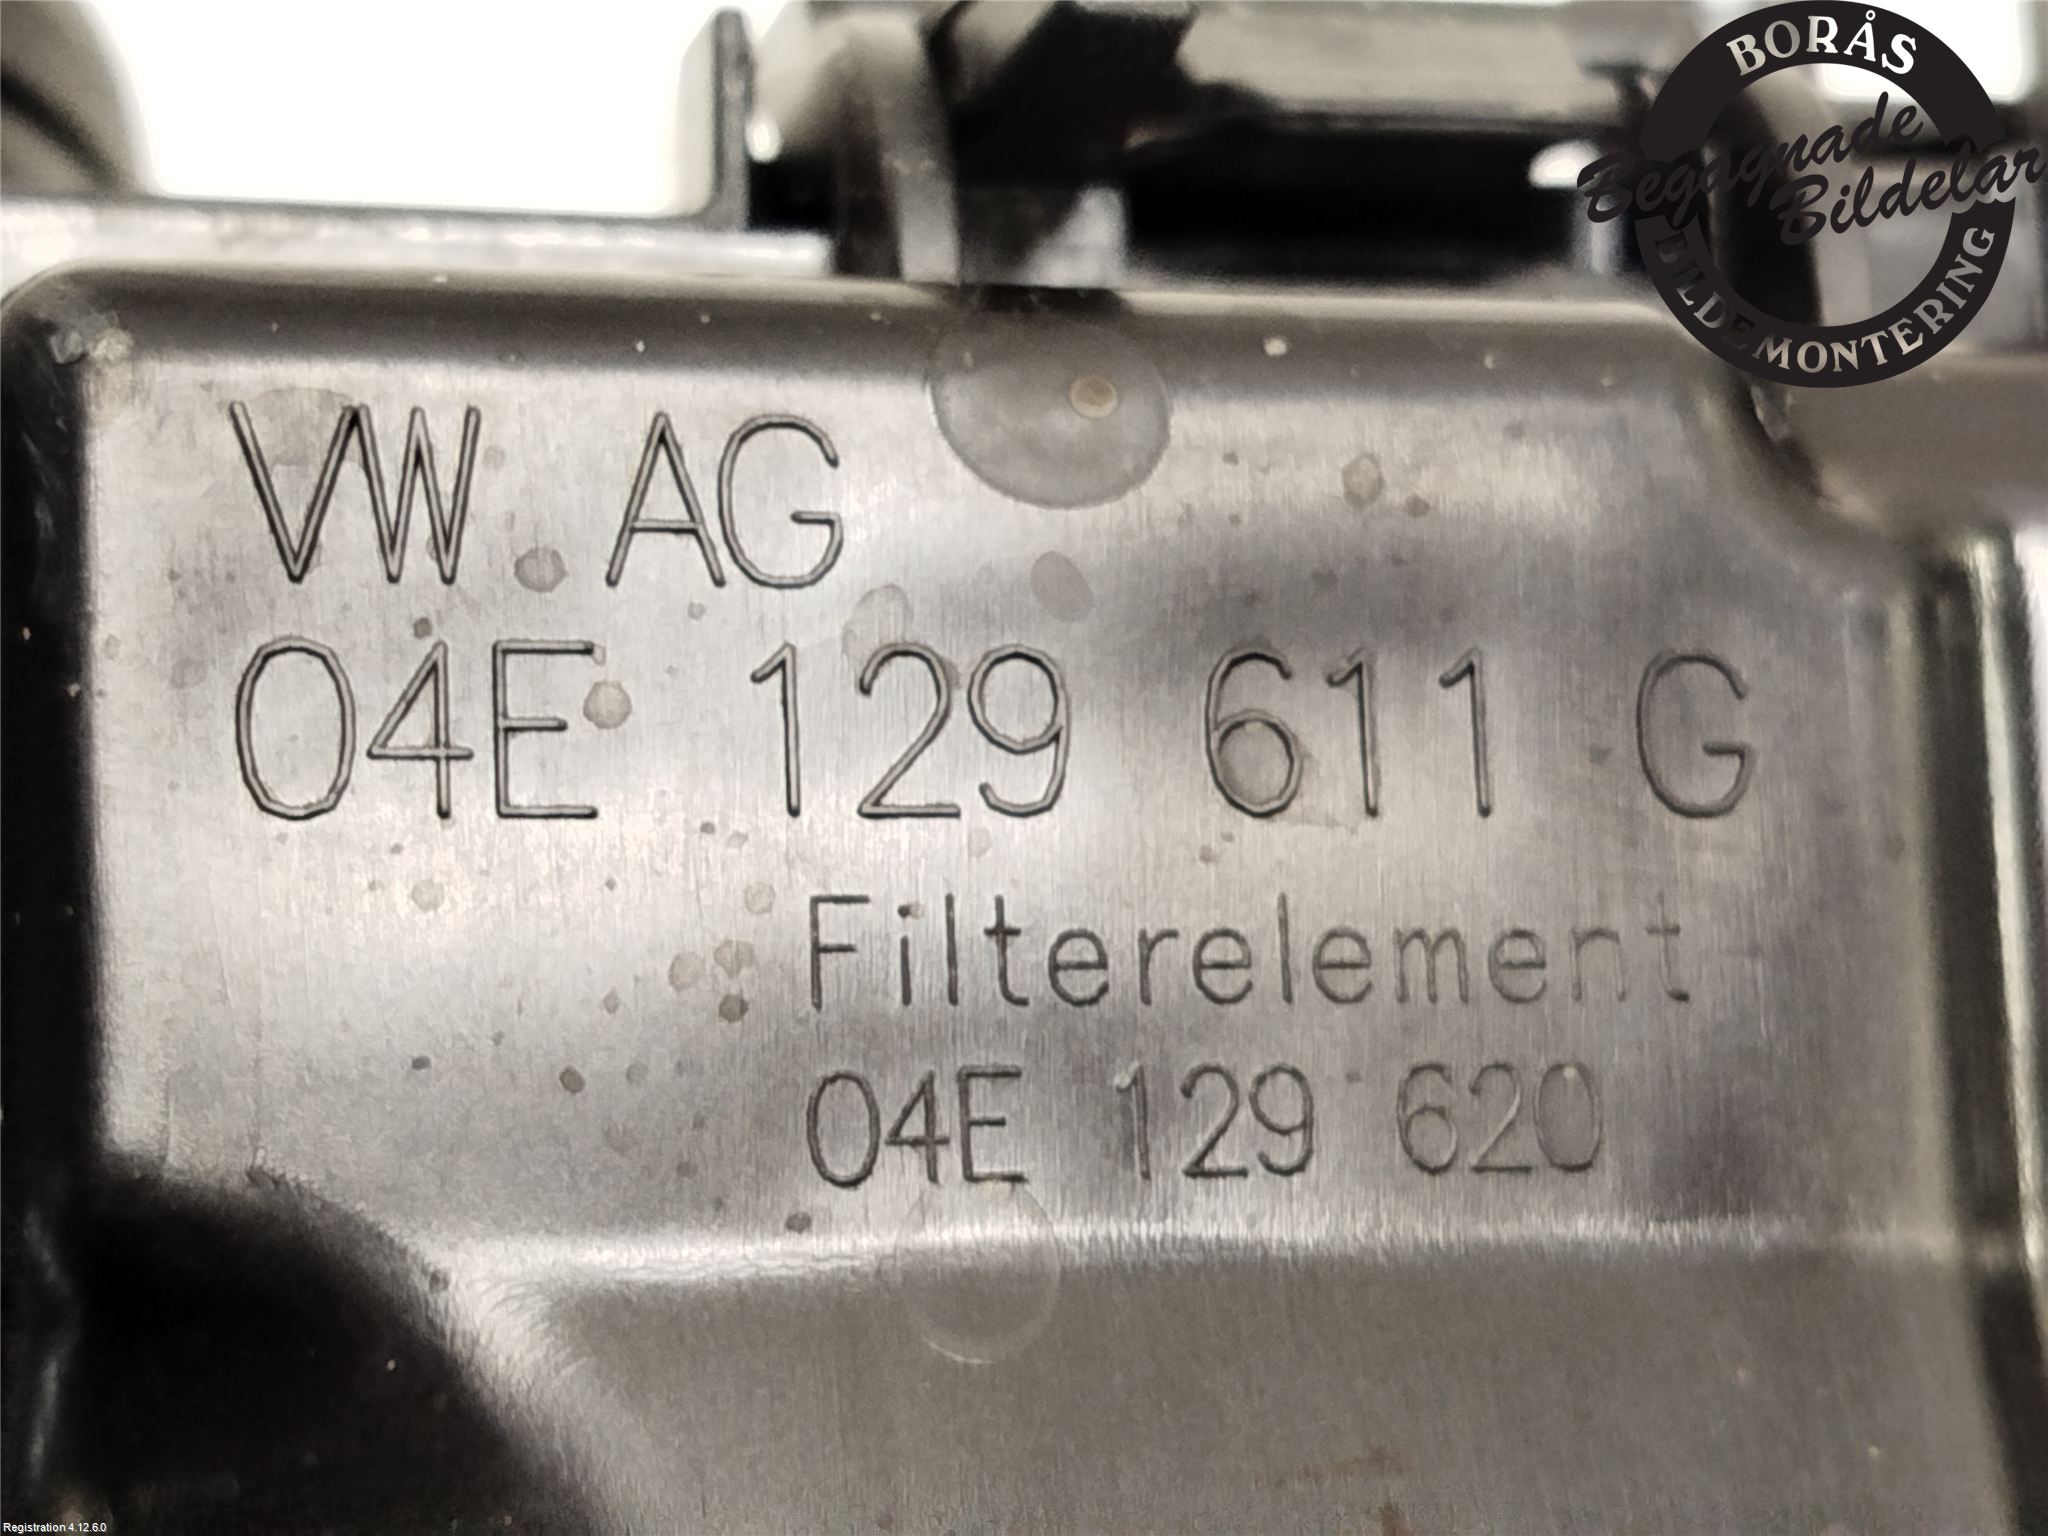 BORÅS
Begagnade
Bildelar
BILDEMONTERING
VW AG
04E 129 611 G
Filterelement
04E 129 620
Registration 4.12.6.0